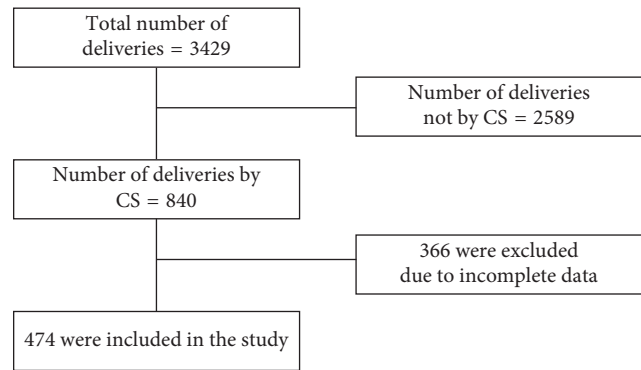 Total number of
deliveries = 3429
Number of deliveries
not by CS = 2589
Number of deliveries by
CS = 840
366 were excluded
due to incomplete data
474 were included in the study